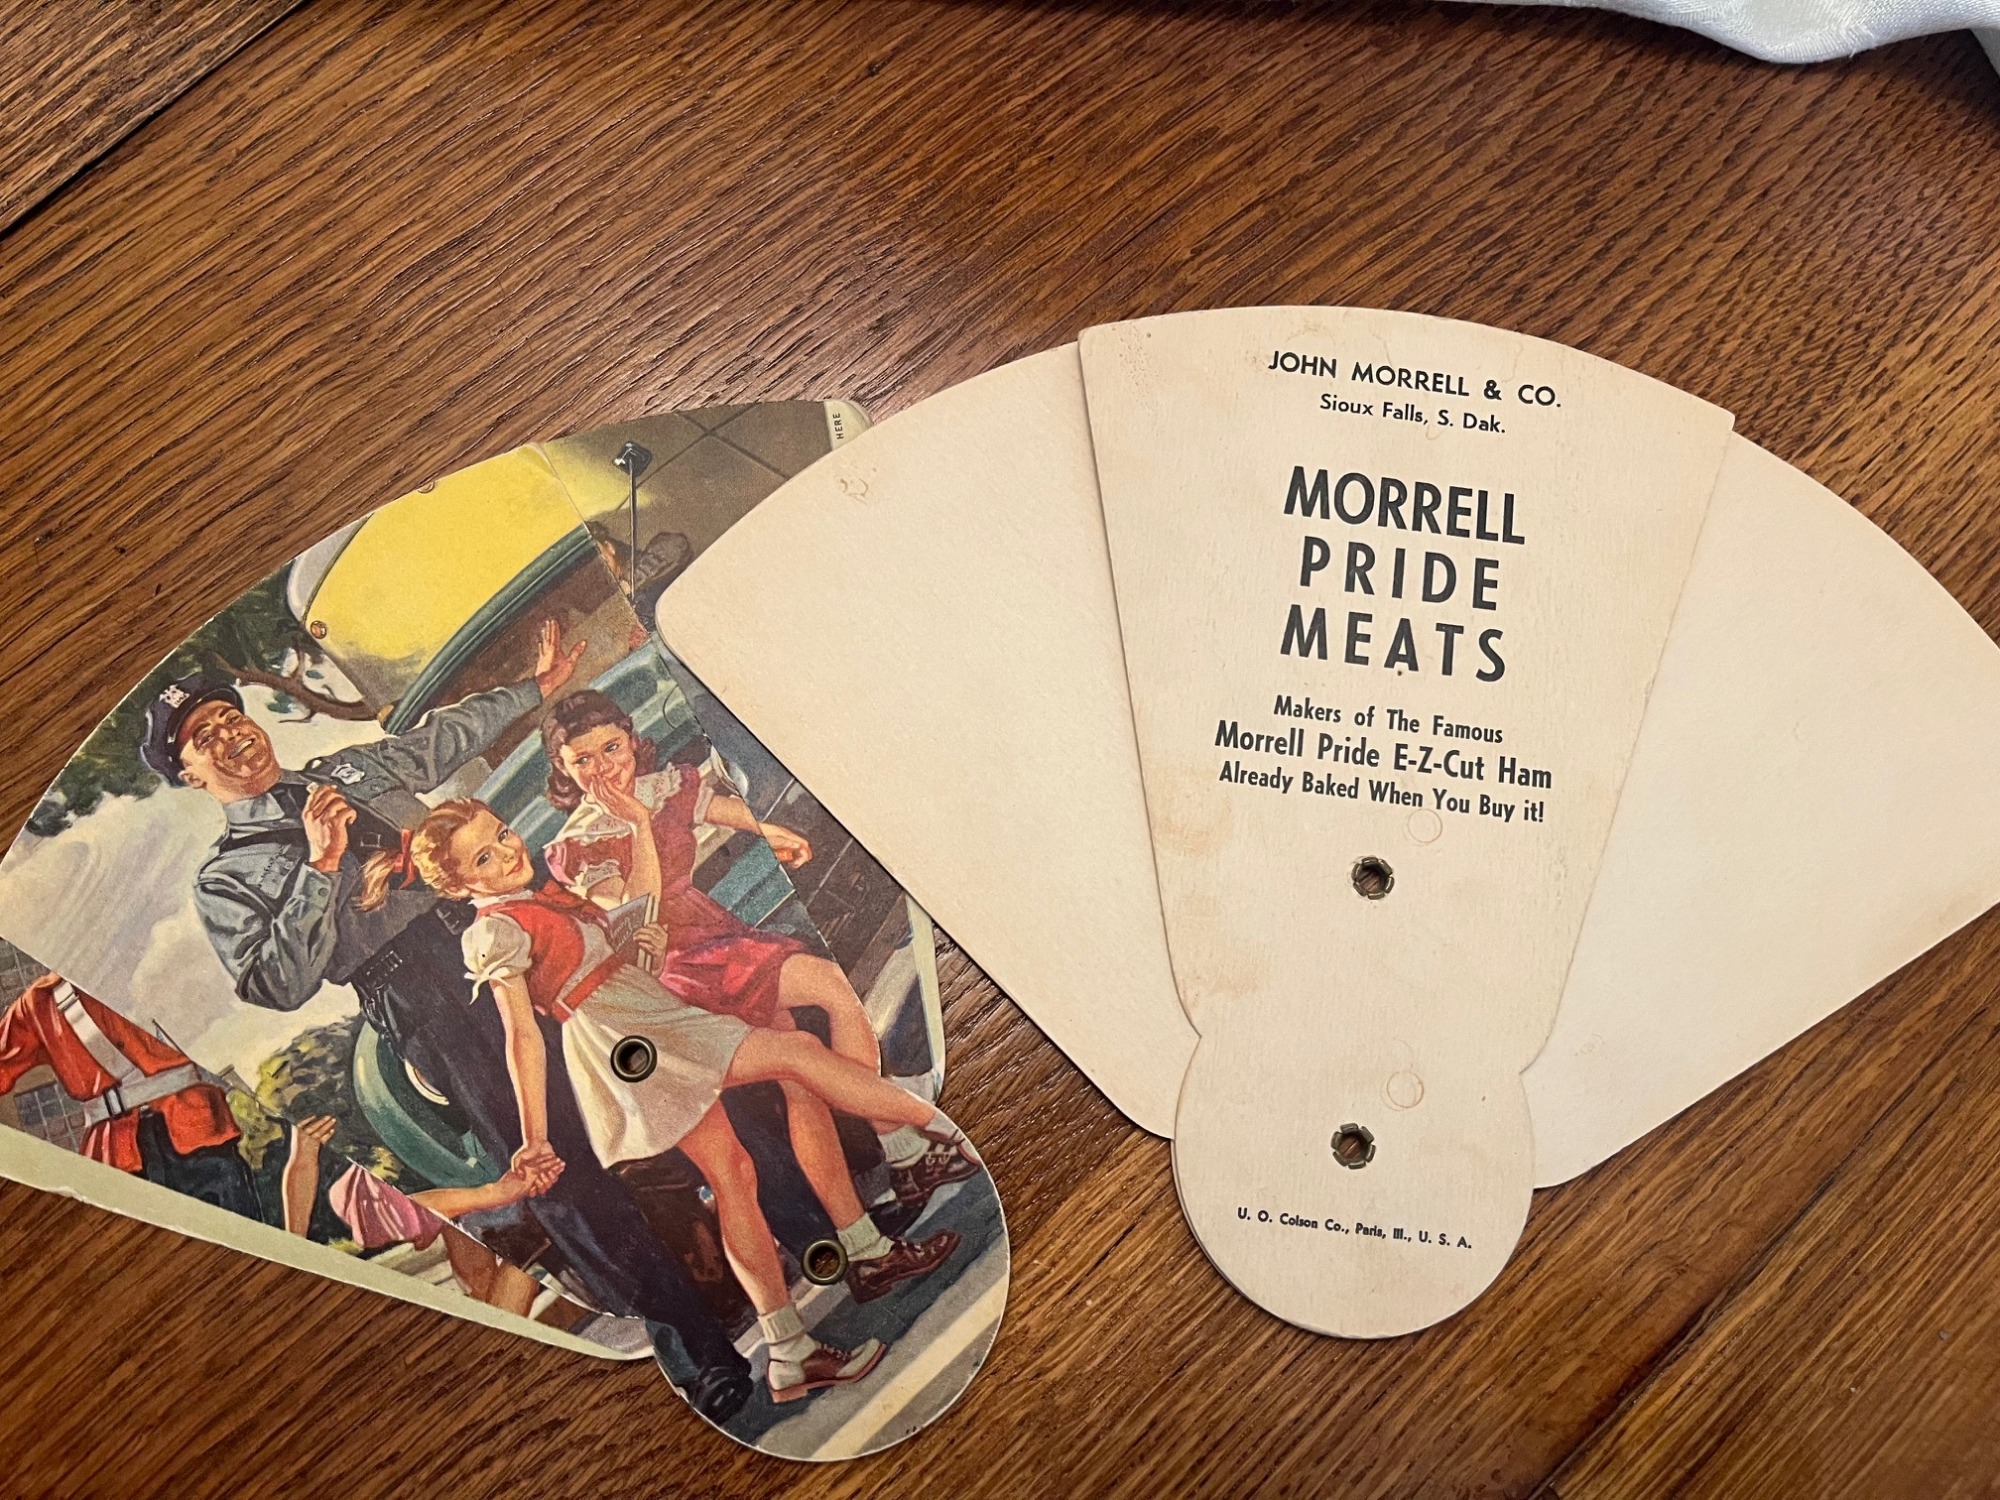 HERE
JOHN MORRELL & CO.
Sioux Falls, S. Dak.
MORRELL
PRIDE
MEATS
Makers of The Famous
Morrell Pride E-Z-Cut Ham
Already Baked When You Buy it!
U. O. Colson Co., Paris, Ill., U. S. A.